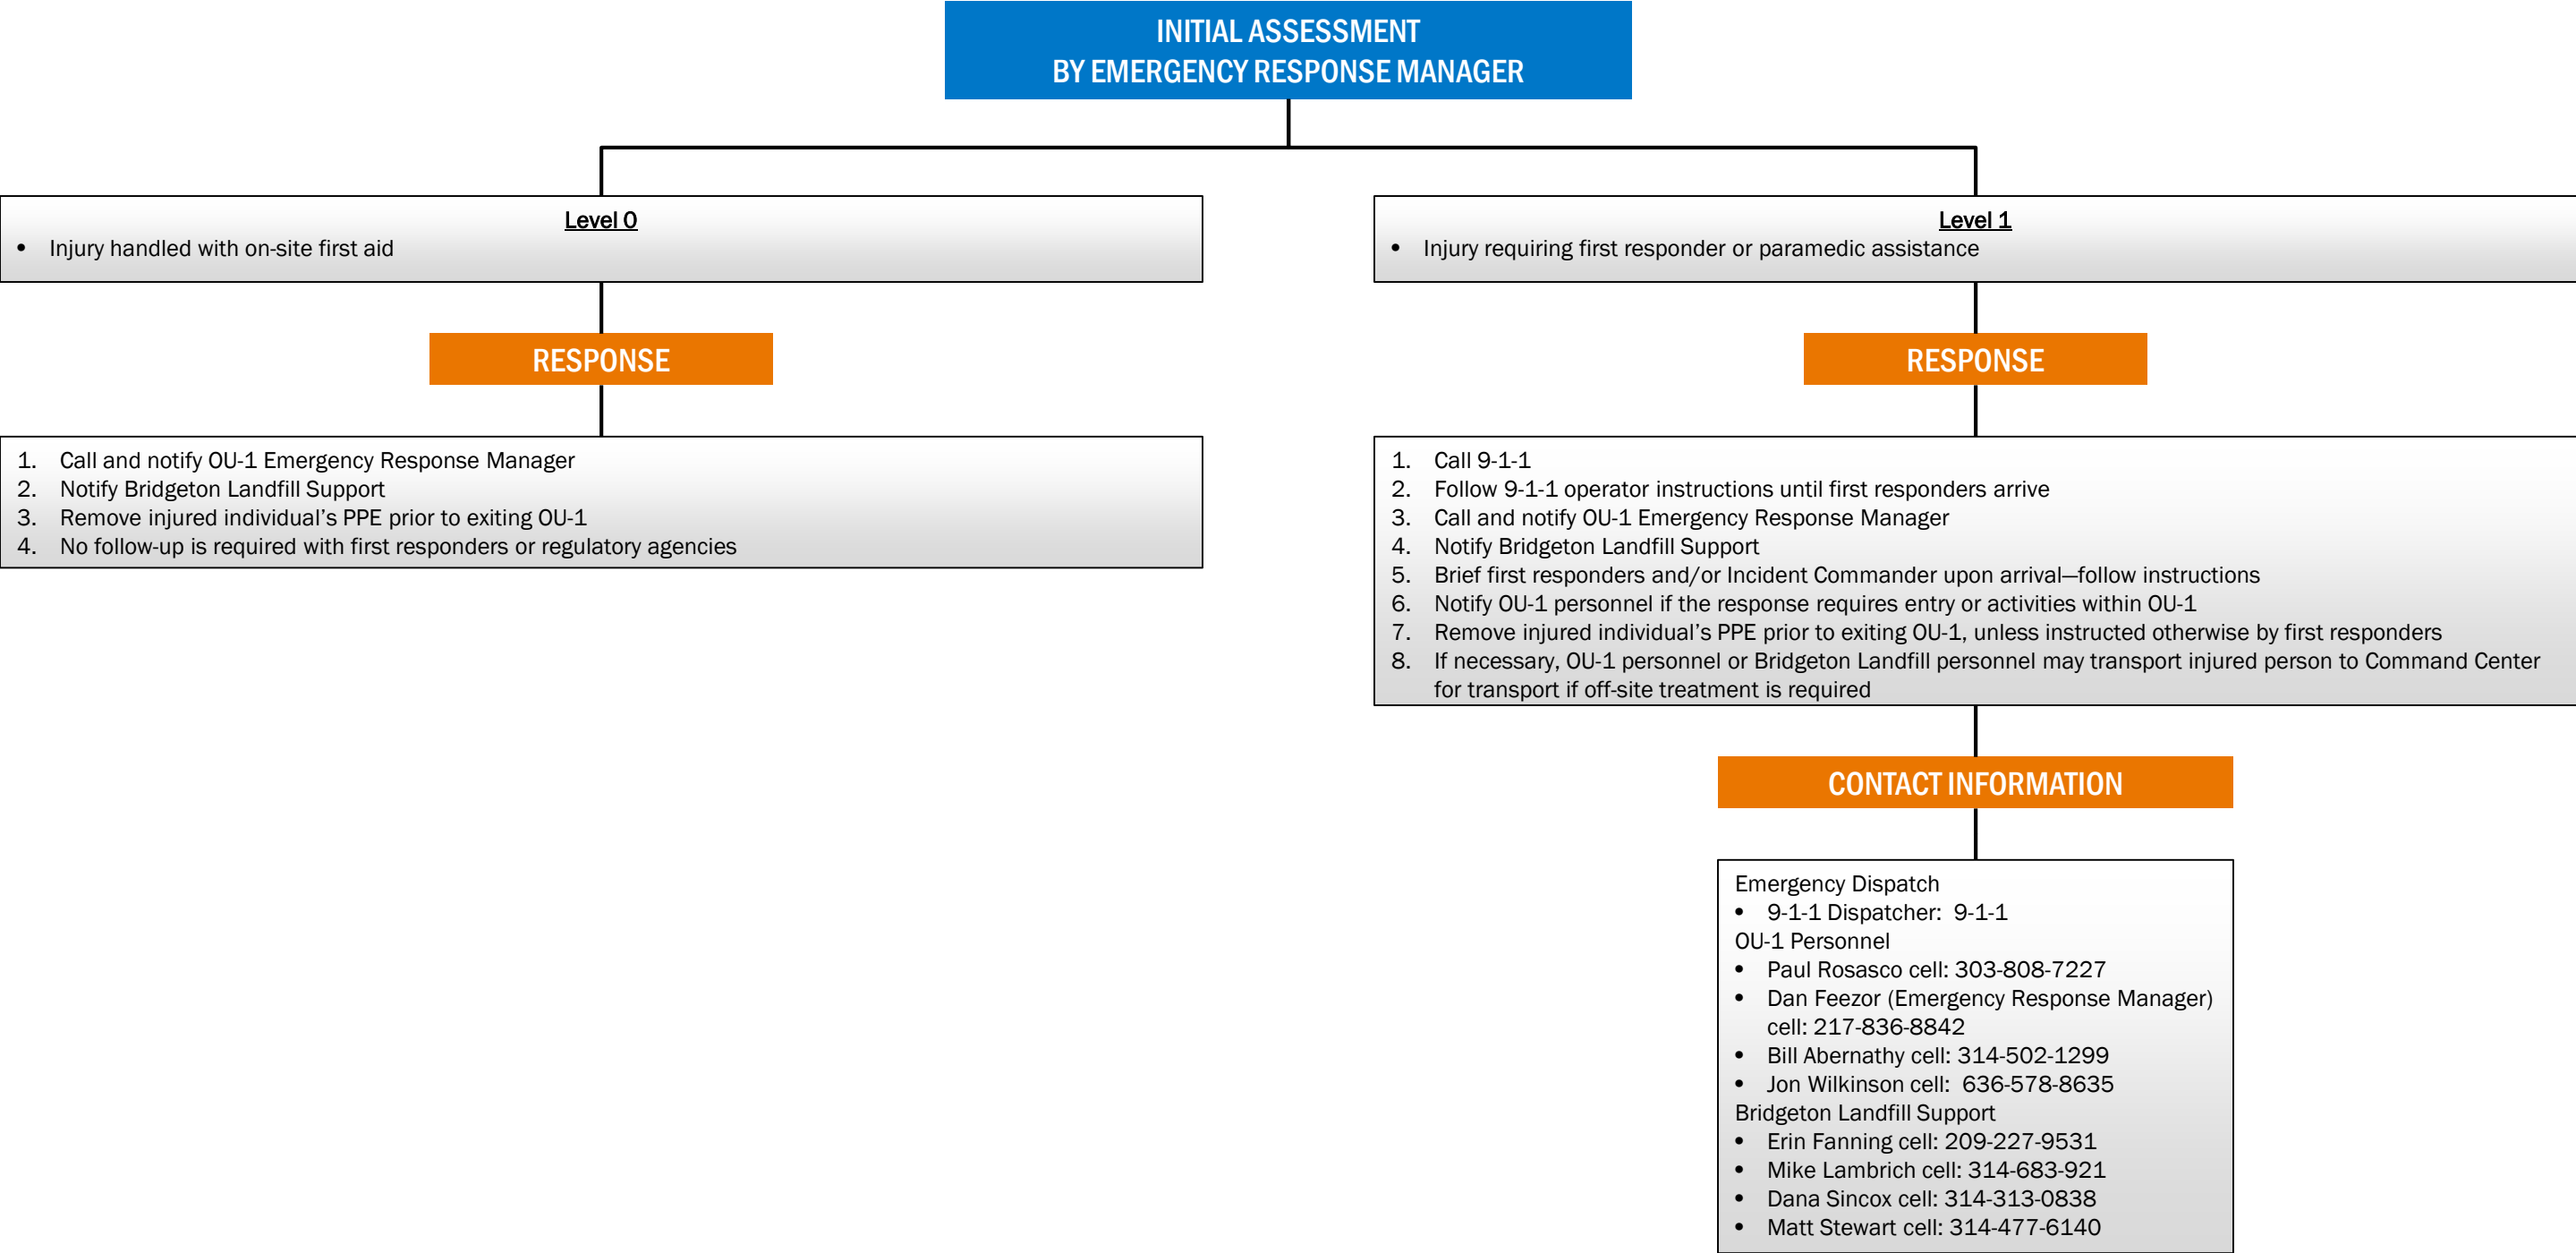 INITIAL ASSESSMENT
BY EMERGENCY RESPONSE MANAGER
Level 0
• Injury handled with on-site first aid
RESPONSE
1. Call and notify OU-1 Emergency Response Manager
2. Notify Bridgeton Landfill Support
3. Remove injured individual's PPE prior to exiting OU-1
4. No follow-up is required with first responders or regulatory agencies
Level 1
• Injury requiring first responder or paramedic assistance
RESPONSE
1. Call 9-1-1
2. Follow 9-1-1 operator instructions until first responders arrive
3. Call and notify OU-1 Emergency Response Manager
4. Notify Bridgeton Landfill Support
5. Brief first responders and/or Incident Commander upon arrival—follow instructions
6. Notify OU-1 personnel if the response requires entry or activities within OU-1
7. Remove injured individual's PPE prior to exiting OU-1, unless instructed otherwise by first responders
8. If necessary, OU-1 personnel or Bridgeton Landfill personnel may transport injured person to Command Center
for transport if off-site treatment is required
CONTACT INFORMATION
Emergency Dispatch
• 9-1-1 Dispatcher: 9-1-1
OU-1 Personnel
• Paul Rosasco cell: 303-808-7227
• Dan Feezor (Emergency Response Manager)
cell: 217-836-8842
• Bill Abernathy cell: 314-502-1299
• Jon Wilkinson cell: 636-578-8635
Bridgeton Landfill Support
• Erin Fanning cell: 209-227-9531
• Mike Lambrich cell: 314-683-921
• Dana Sincox cell: 314-313-0838
• Matt Stewart cell: 314-477-6140